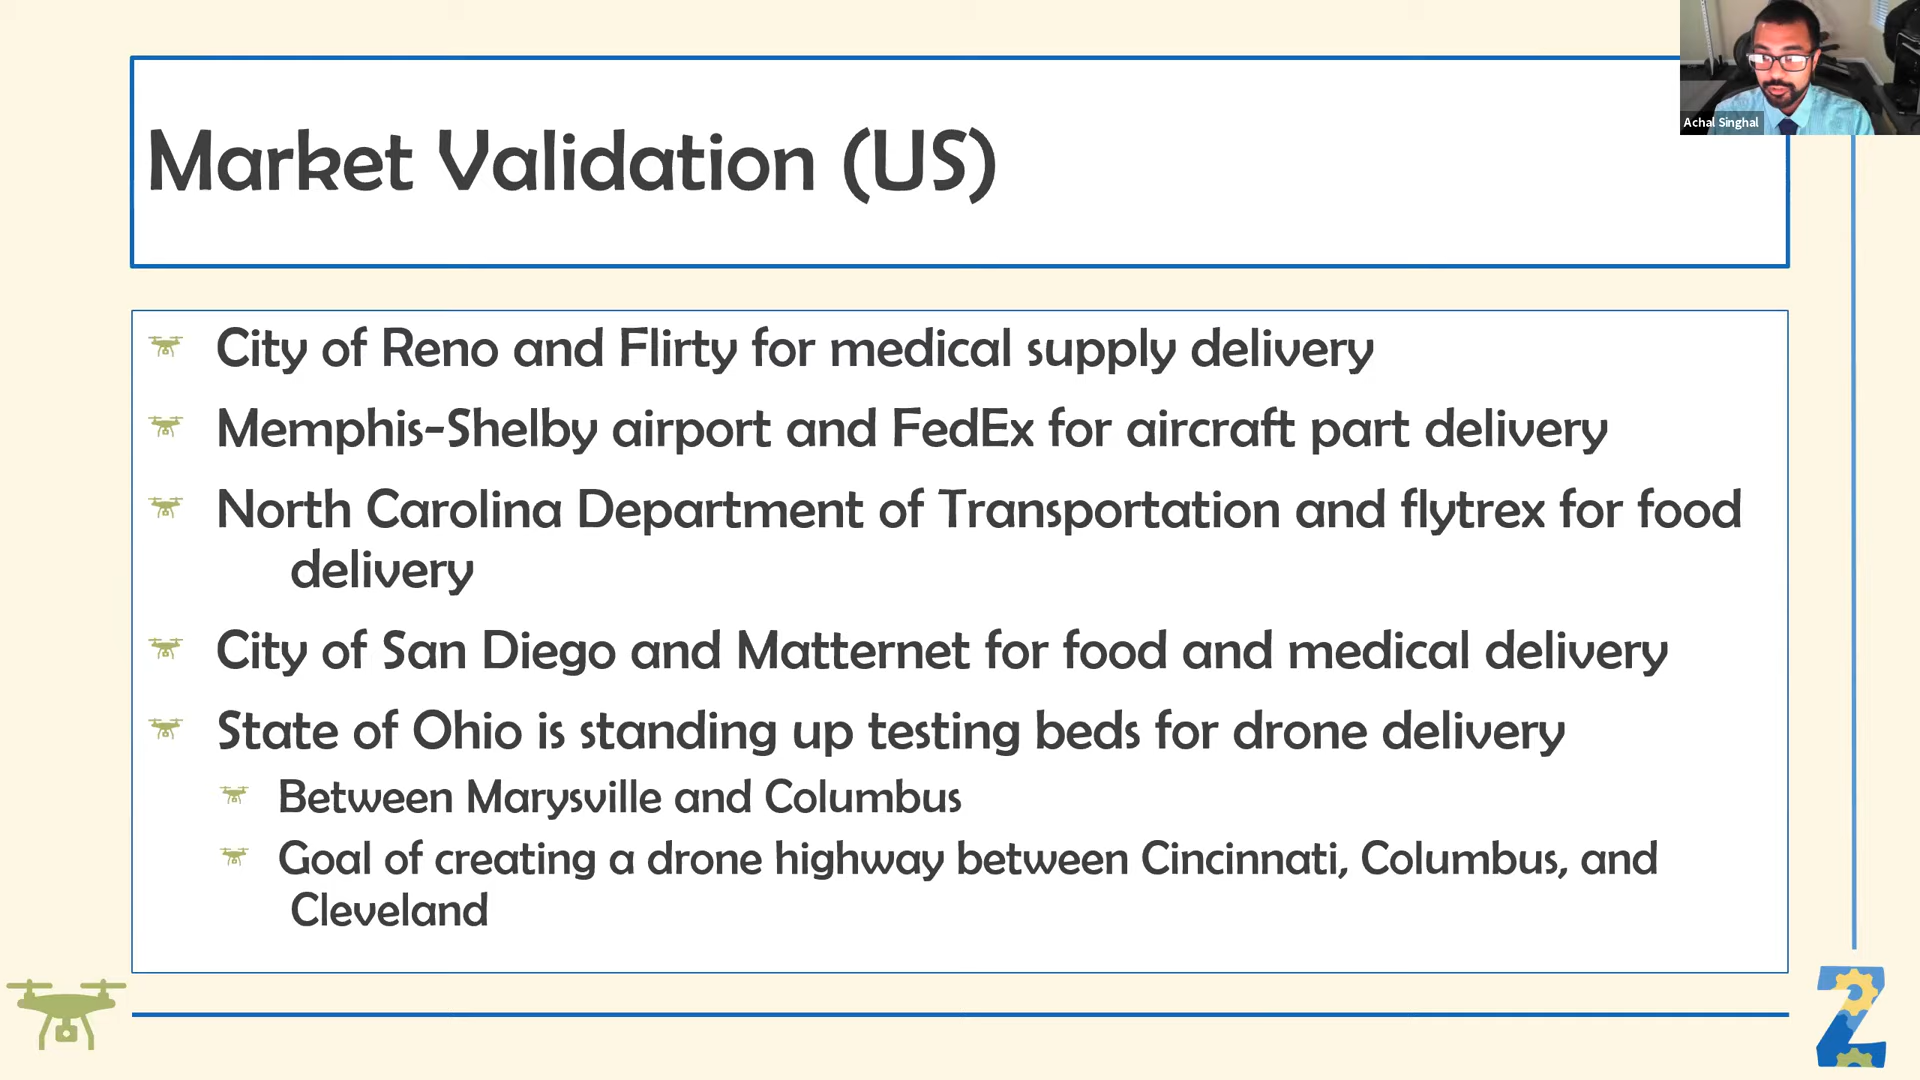 Achal Singhal
Market Validation (US)
City of Reno and Flirty for medical supply delivery
Memphis-Shelby airport and FedEx for aircraft part delivery
North Carolina Department of Transportation and flytrex for food
delivery
City of San Diego and Matternet for food and medical delivery
State of Ohio is standing up testing beds for drone delivery
Between Marysville and Columbus
Goal of creating a drone highway between Cincinnati, Columbus, and
Cleveland
Z